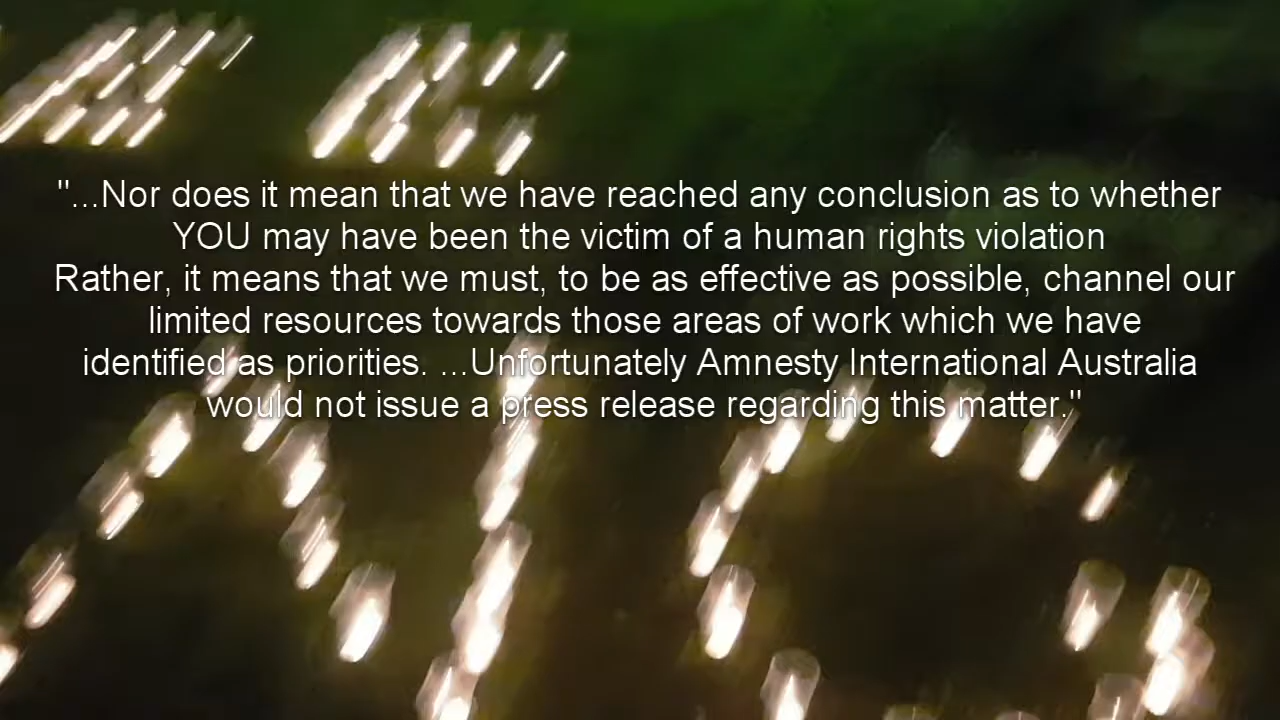 "...Nor does it mean that we have reached any conclusion as to whether
YOU may have been the victim of a human rights violation
Rather, it means that we must, to be as effective as possible, channel our
limited resources towards those areas of work which we have
identified as priorities. ...Unfortunately Amnesty International Australia
would not issue a press release regarding this matter."